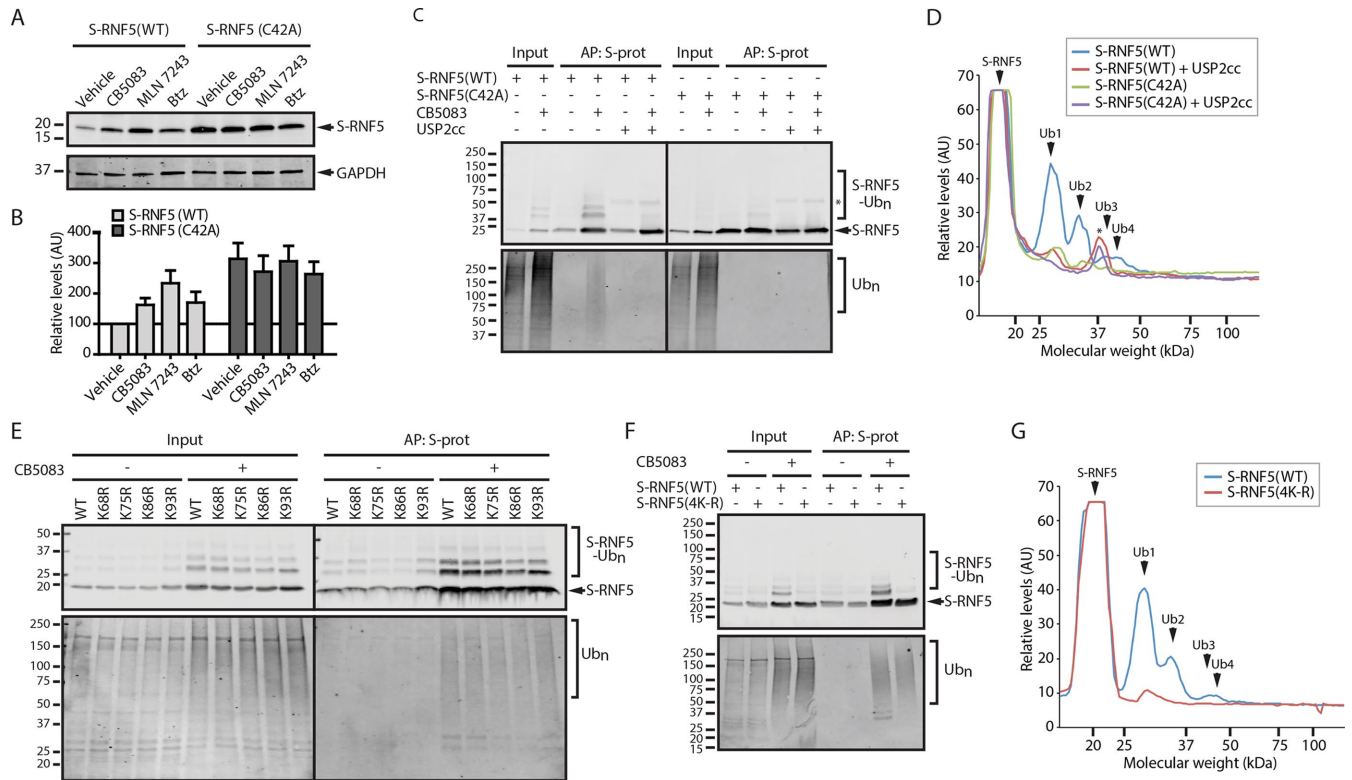 A
S-RNF5(WT) S-RNF5 (C42A)
Vehicle CB5083 MLN 7243 Btz Vehicle CB5083 MLN 7243 Btz
20
15
S-RNF5
37
GAPDH
B
S-RNF5 (WT)
S-RNF5 (C42A)
Relative levels (AU)
400
300
200
100
0
Vehicle CB5083 MLN 7243 Btz Vehicle CB5083 MLN 7243 Btz
C
Input AP: S-prot Input AP: S-prot
S-RNF5(WT) + + + + + + - - - - - -
S-RNF5(C42A) - - - - - - + + + + + +
CB5083 - + - + - + - + - + - +
USP2cc - - - - + + - - - - + +
250
100
75
50
37
25
S-RNF5
-Ubn
*
S-RNF5
250
150
100
75
50
37
Ubn
D
S-RNF5(WT)
S-RNF5(WT) + USP2cc
S-RNF5(C42A)
S-RNF5(C42A) + USP2cc
S-RNF5
Ub1
Ub2
Ub3
Ub4
*
Relative levels (AU)
70
60
50
40
30
20
10
0
20 25 37 50 75 100
Molecular weight (kDa)
E
Input AP: S-prot
CB5083 - + - +
WT K68R K75R K86R K93R WT K68R K75R K86R K93R WT K68R K75R K86R K93R WT K68R K75R K86R K93R
50
37
25
20
S-RNF5
-Ubn
S-RNF5
250
150
100
75
50
37
25
20
Ubn
F
Input AP: S-prot
CB5083 - + - +
S-RNF5(WT) + - + - + - + -
S-RNF5(4K-R) - + - + - + - +
250
150
100
75
50
37
25
20
15
S-RNF5
-Ubn
S-RNF5
250
150
100
75
50
37
25
20
15
Ubn
G
S-RNF5(WT)
S-RNF5(4K-R)
S-RNF5
Ub1
Ub2
Ub3
Ub4
Relative levels (AU)
70
60
50
40
30
20
10
0
20 25 37 50 100
Molecular weight (kDa)